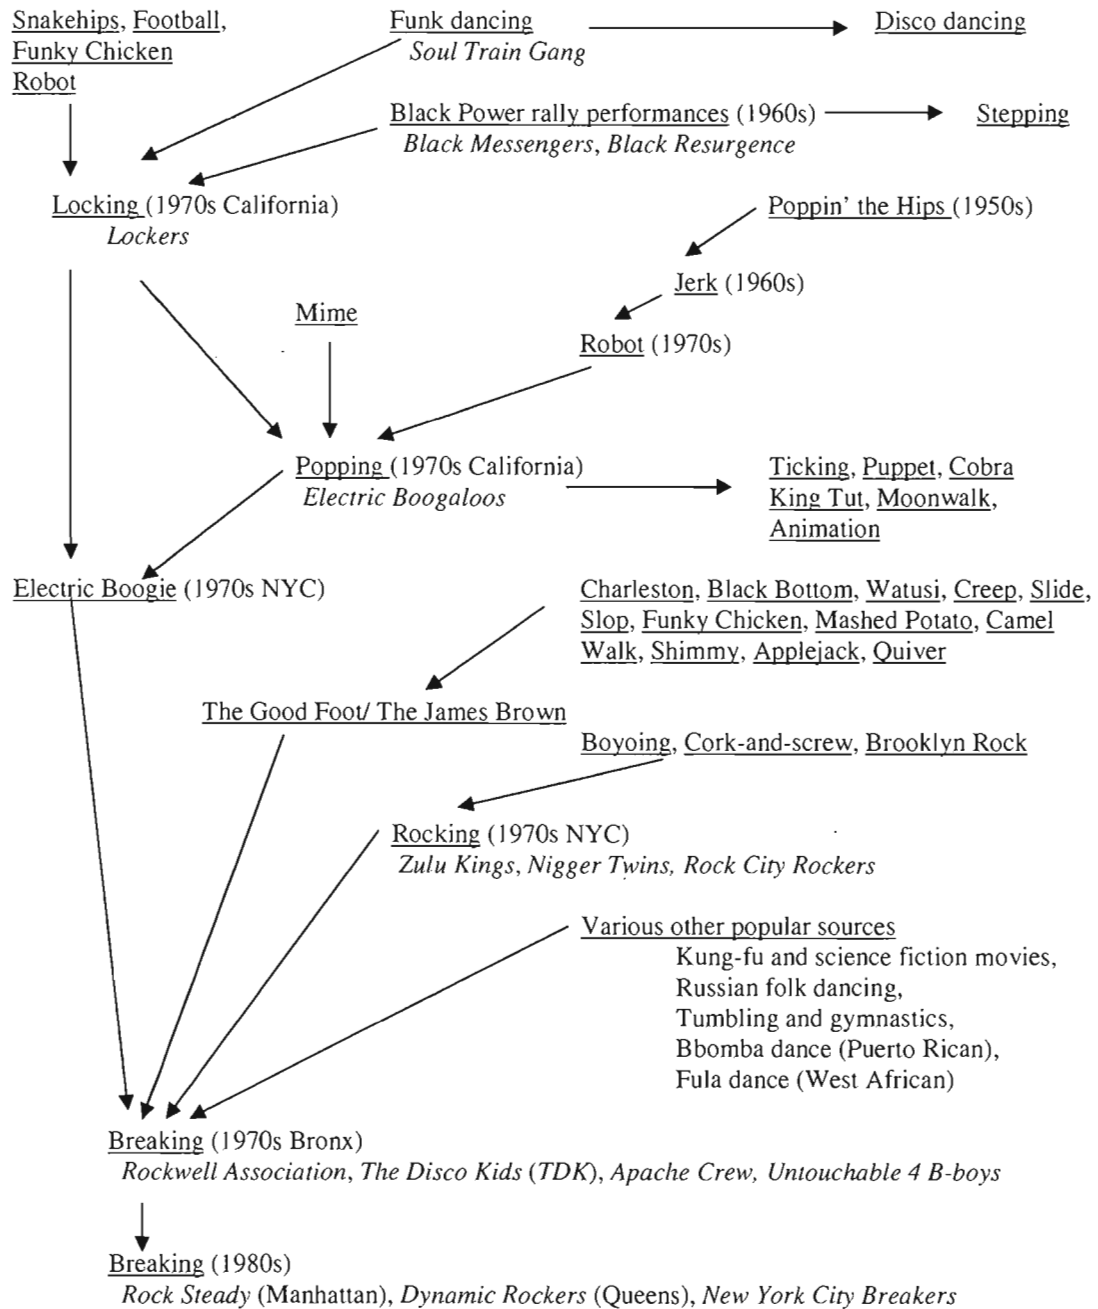 Snakehips, Football,
Funky Chicken
Robot
Funk dancing
Soul Train Gang
Disco dancing
Black Power rally performances (1960s)
Black Messengers, Black Resurgence
Stepping
Locking (1970s California)
Lockers
Poppin' the Hips (1950s)
Jerk (1960s)
Mime
Robot (1970s)
Popping (1970s California)
Electric Boogaloos
Ticking, Puppet, Cobra
King Tut, Moonwalk,
Animation
Electric Boogie (1970s NYC)
Charleston, Black Bottom, Watusi, Creep, Slide,
Slop, Funky Chicken, Mashed Potato, Camel
Walk, Shimmy, Applejack, Quiver
The Good Foot/ The James Brown
Boyoing, Cork-and-screw, Brooklyn Rock
Rocking (1970s NYC)
Zulu Kings, Nigger Twins, Rock City Rockers
Various other popular sources
Kung-fu and science fiction movies,
Russian folk dancing,
Tumbling and gymnastics,
Bbomba dance (Puerto Rican),
Fula dance (West African)
Breaking (1970s Bronx)
Rockwell Association, The Disco Kids (TDK), Apache Crew, Untouchable 4 B-boys
Breaking (1980s)
Rock Steady (Manhattan), Dynamic Rockers (Queens), New York City Breakers